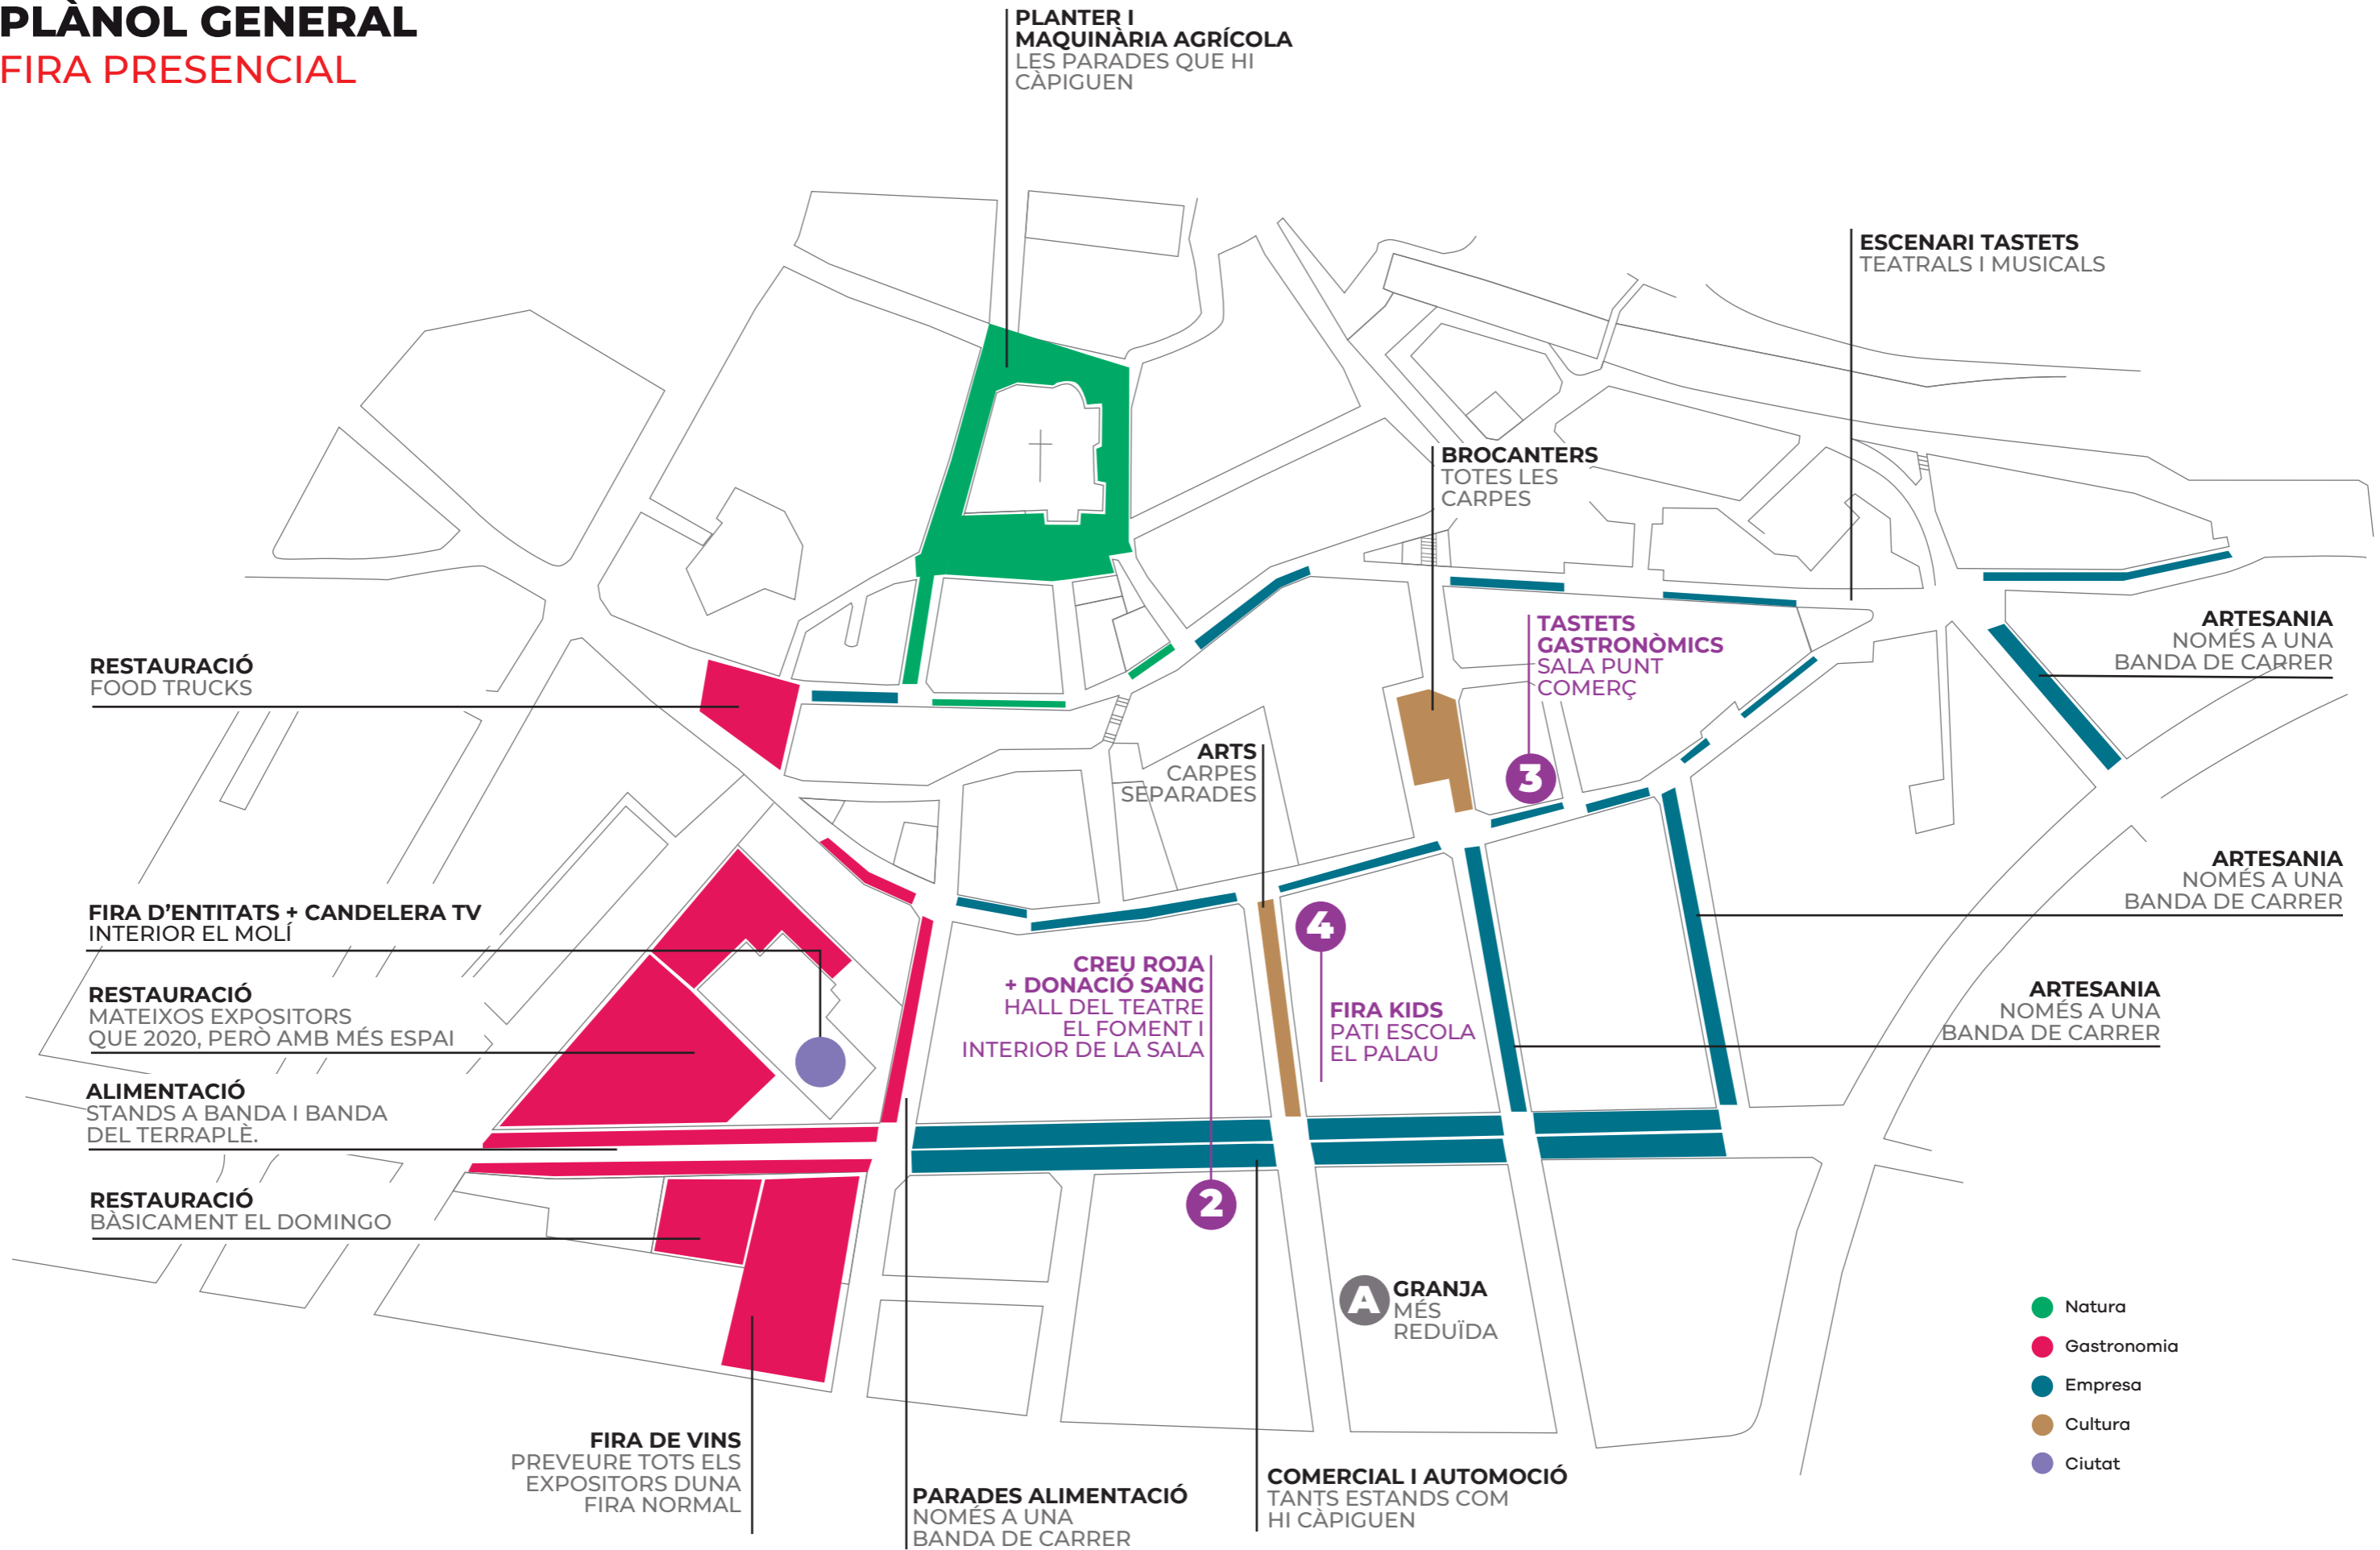 PLÀNOL GENERAL
FIRA PRESENCIAL
PLANTER I
MAQUINÀRIA AGRÍCOLA
LES PARADES QUE HI
CÀPIGUEN
ESCENARI TASTETS
TEATRALS I MUSICALS
BROCANTERS
TOTES LES
CARPES
TASTETS
GASTRONÒMICS
SALA PUNT
COMERÇ
3
ARTESANIA
NOMÉS A UNA
BANDA DE CARRER
RESTAURACIÓ
FOOD TRUCKS
ARTS
CARPES
SEPARADES
ARTESANIA
NOMÉS A UNA
BANDA DE CARRER
FIRA D'ENTITATS + CANDELERA TV
INTERIOR EL MOLÍ
4
FIRA KIDS
PATI ESCOLA
EL PALAU
CREU ROJA
+ DONACIÓ SANG
HALL DEL TEATRE
EL FOMENT I
INTERIOR DE LA SALA
2
ARTESANIA
NOMÉS A UNA
BANDA DE CARRER
RESTAURACIÓ
MATEIXOS EXPOSITORS
QUE 2020, PERÒ AMB MÉS ESPAI
ALIMENTACIÓ
STANDS A BANDA I BANDA
DEL TERRAPLÈ.
RESTAURACIÓ
BÀSICAMENT EL DOMINGO
A
GRANJA
MÉS
REDUÏDA
FIRA DE VINS
PREVEURE TOTS ELS
EXPOSITORS DUNA
FIRA NORMAL
PARADES ALIMENTACIÓ
NOMÉS A UNA
BANDA DE CARRER
COMERCIAL I AUTOMOCIÓ
TANTS ESTANDS COM
HI CÀPIGUEN
Natura
Gastronomia
Empresa
Cultura
Ciutat